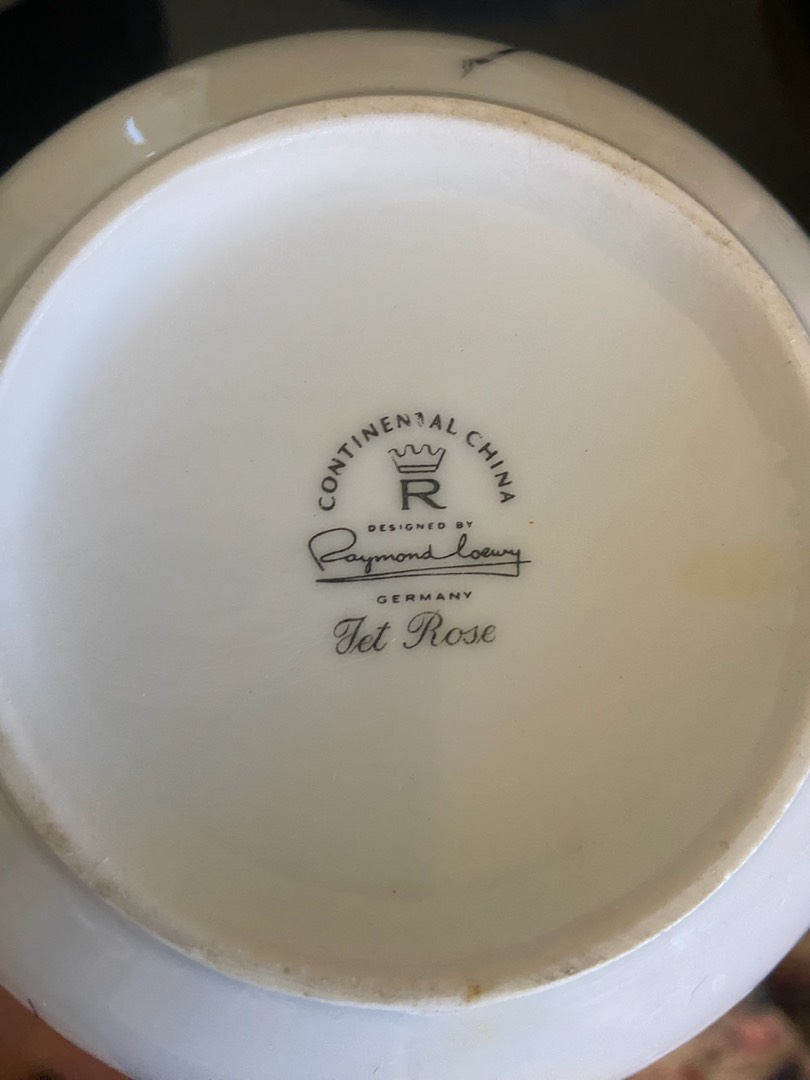 CONTINENTAL CHINA
R
DESIGNED BY
Raymond Loewy
GERMANY
Jet Rose